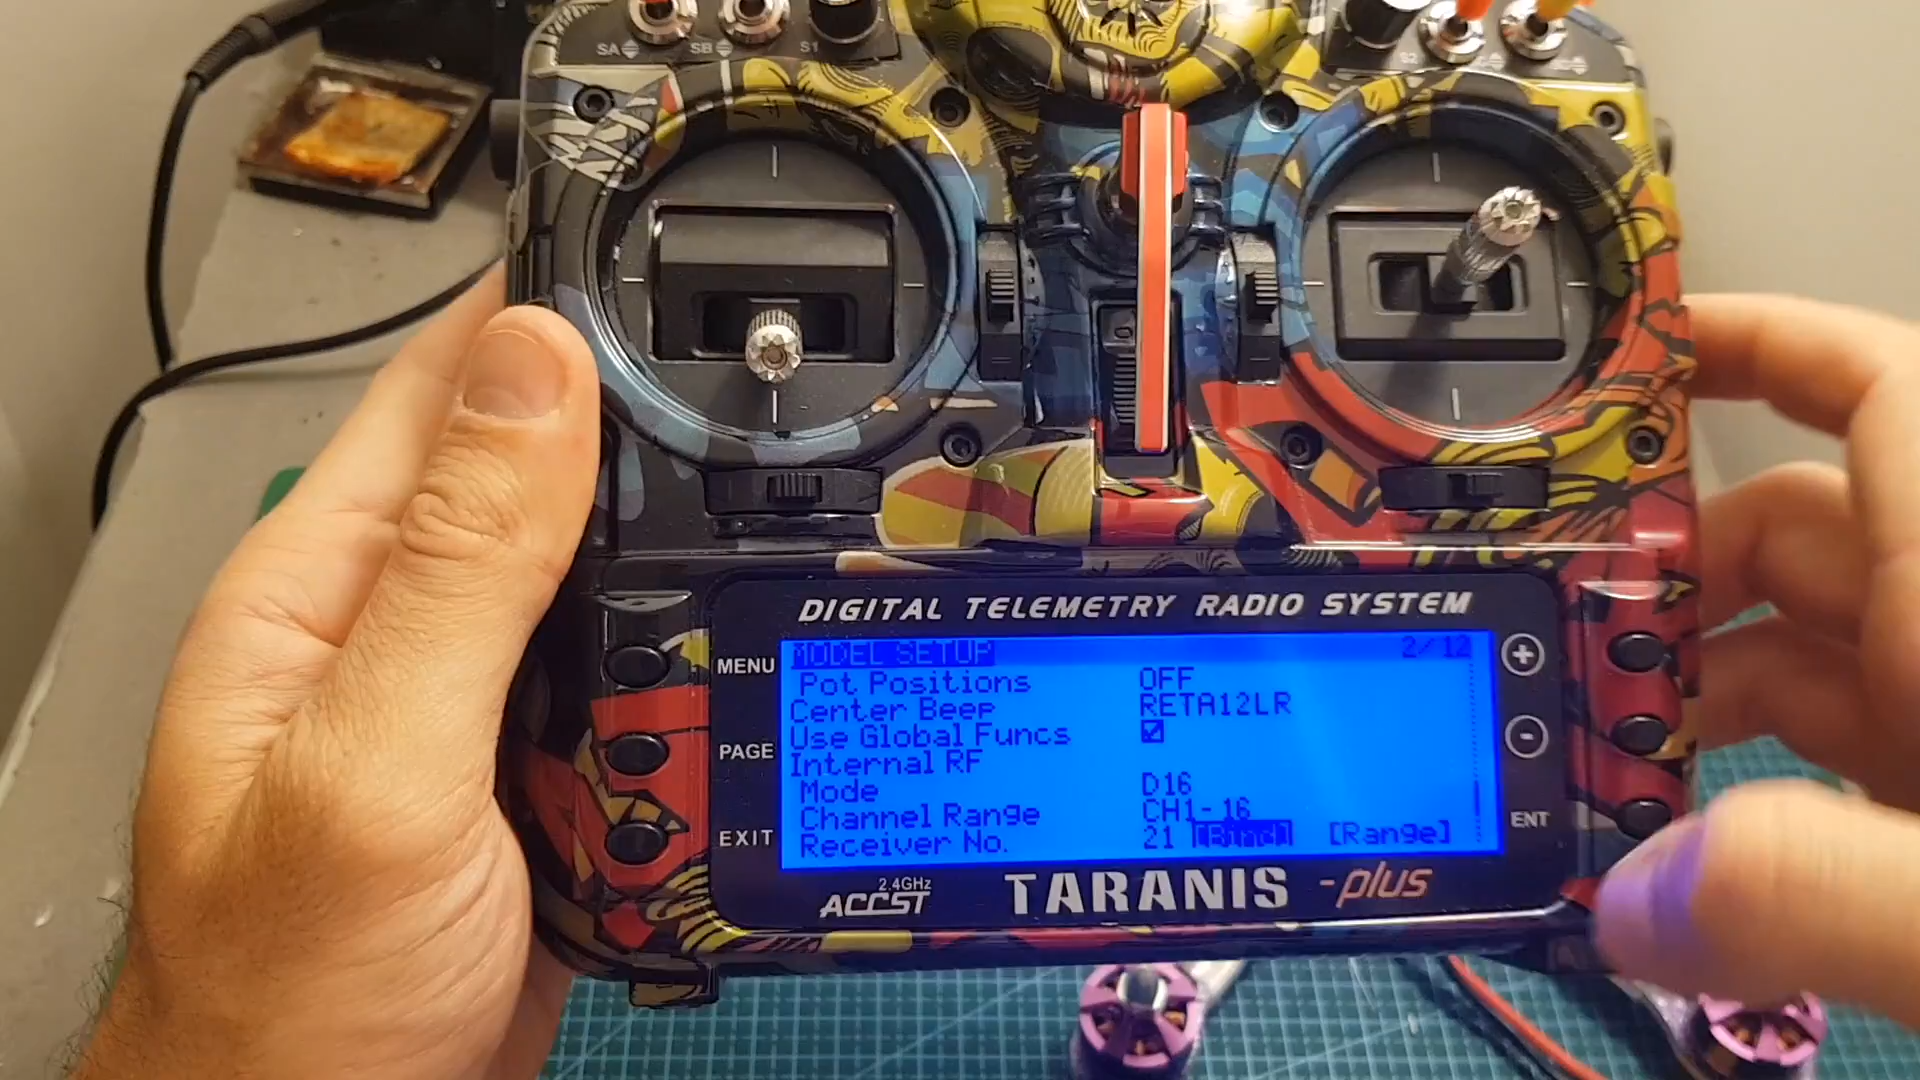 SA SB S1
S2
DIGITAL TELEMETRY RADIO SYSTEM
MENU
PAGE
EXIT
MODEL SETUP 2/12
Pot Positions OFF
Center Beep RETA12LR
Use Global Funcs
Internal RF
Mode D16
Channel Range CH1-16
Receiver No. 21 [Bind] [Range]
+
-
ENT
2.4GHz
ACCST
TARANIS -plus